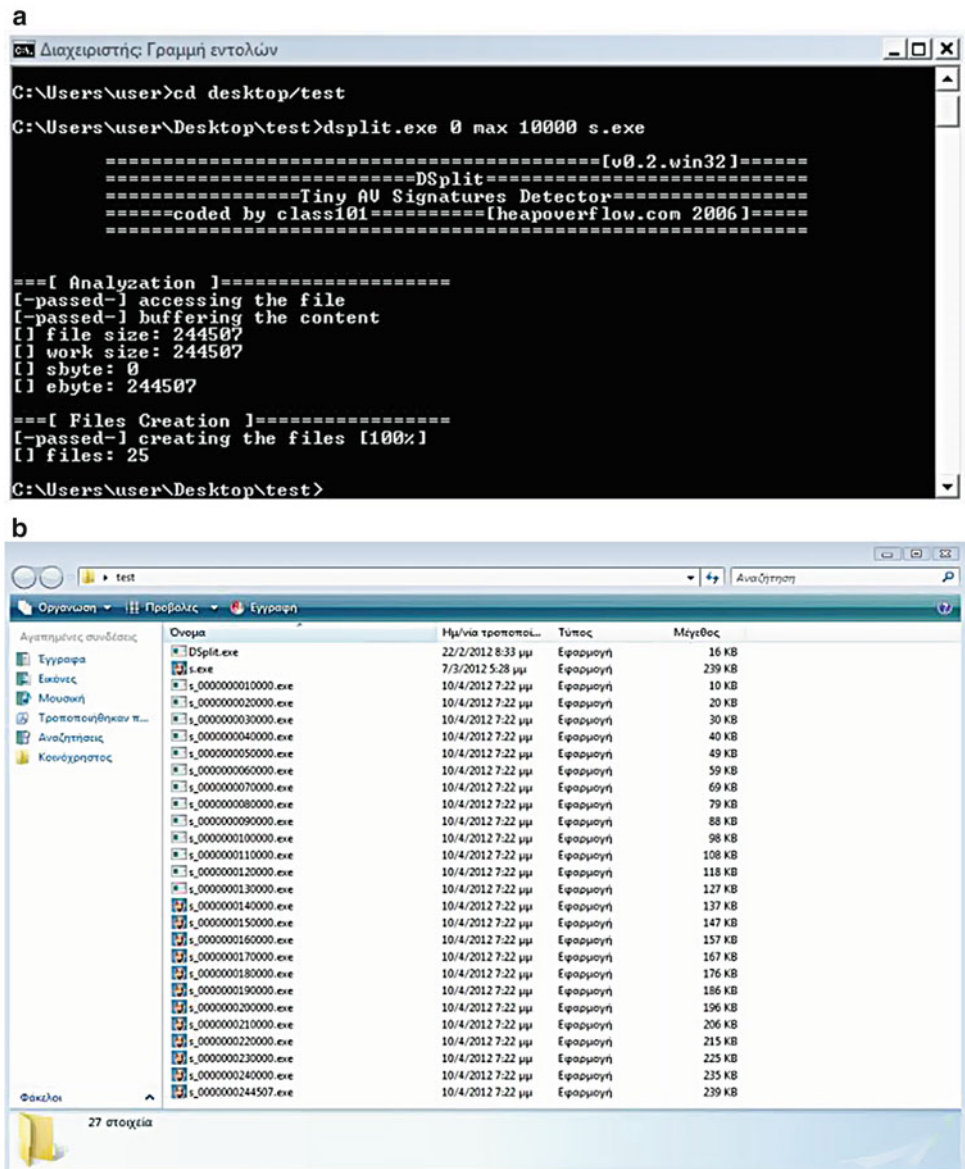 a
Διαχειριστής: Γραμμή εντολών
C:\Users\user>cd desktop/test
C:\Users\user\Desktop\test>dsplit.exe 0 max 10000 s.exe
=========================================[v0.2.win32]======
============================DSplit===========================
================Tiny AV Signatures Detector================
======coded by class101==========[heapoverflow.com 2006]=====
===========================================================
===[ Analyzation ]====================
[-passed-] accessing the file
[-passed-] buffering the content
[] file size: 244507
[] work size: 244507
[] sbyte: 0
[] ebyte: 244507
===[ Files Creation ]=================
[-passed-] creating the files [100%]
[] files: 25
C:\Users\user\Desktop\test>
b
test Αναζήτηση
Οργάνωση Προβολές Εγγραφή
Αγαπημένες συνδέσεις
Έγγραφα
Εικόνες
Μουσική
Τροποποιήθηκαν π...
Αναζητήσεις
Κοινόχρηστος
Φάκελοι
Όνομα Ημ/νία τροποποί... Τύπος Μέγεθος
DSplit.exe 22/2/2012 8:33 μμ Εφαρμογή 16 KB
s.exe 7/3/2012 5:28 μμ Εφαρμογή 239 KB
s_0000000010000.exe 10/4/2012 7:22 μμ Εφαρμογή 10 KB
s_0000000020000.exe 10/4/2012 7:22 μμ Εφαρμογή 20 KB
s_0000000030000.exe 10/4/2012 7:22 μμ Εφαρμογή 30 KB
s_0000000040000.exe 10/4/2012 7:22 μμ Εφαρμογή 40 KB
s_0000000050000.exe 10/4/2012 7:22 μμ Εφαρμογή 49 KB
s_0000000060000.exe 10/4/2012 7:22 μμ Εφαρμογή 59 KB
s_0000000070000.exe 10/4/2012 7:22 μμ Εφαρμογή 69 KB
s_0000000080000.exe 10/4/2012 7:22 μμ Εφαρμογή 79 KB
s_0000000090000.exe 10/4/2012 7:22 μμ Εφαρμογή 88 KB
s_0000000100000.exe 10/4/2012 7:22 μμ Εφαρμογή 98 KB
s_0000000110000.exe 10/4/2012 7:22 μμ Εφαρμογή 108 KB
s_0000000120000.exe 10/4/2012 7:22 μμ Εφαρμογή 118 KB
s_0000000130000.exe 10/4/2012 7:22 μμ Εφαρμογή 127 KB
s_0000000140000.exe 10/4/2012 7:22 μμ Εφαρμογή 137 KB
s_0000000150000.exe 10/4/2012 7:22 μμ Εφαρμογή 147 KB
s_0000000160000.exe 10/4/2012 7:22 μμ Εφαρμογή 157 KB
s_0000000170000.exe 10/4/2012 7:22 μμ Εφαρμογή 167 KB
s_0000000180000.exe 10/4/2012 7:22 μμ Εφαρμογή 176 KB
s_0000000190000.exe 10/4/2012 7:22 μμ Εφαρμογή 186 KB
s_0000000200000.exe 10/4/2012 7:22 μμ Εφαρμογή 196 KB
s_0000000210000.exe 10/4/2012 7:22 μμ Εφαρμογή 206 KB
s_0000000220000.exe 10/4/2012 7:22 μμ Εφαρμογή 215 KB
s_0000000230000.exe 10/4/2012 7:22 μμ Εφαρμογή 225 KB
s_0000000240000.exe 10/4/2012 7:22 μμ Εφαρμογή 235 KB
s_0000000244507.exe 10/4/2012 7:22 μμ Εφαρμογή 239 KB
27 στοιχεία